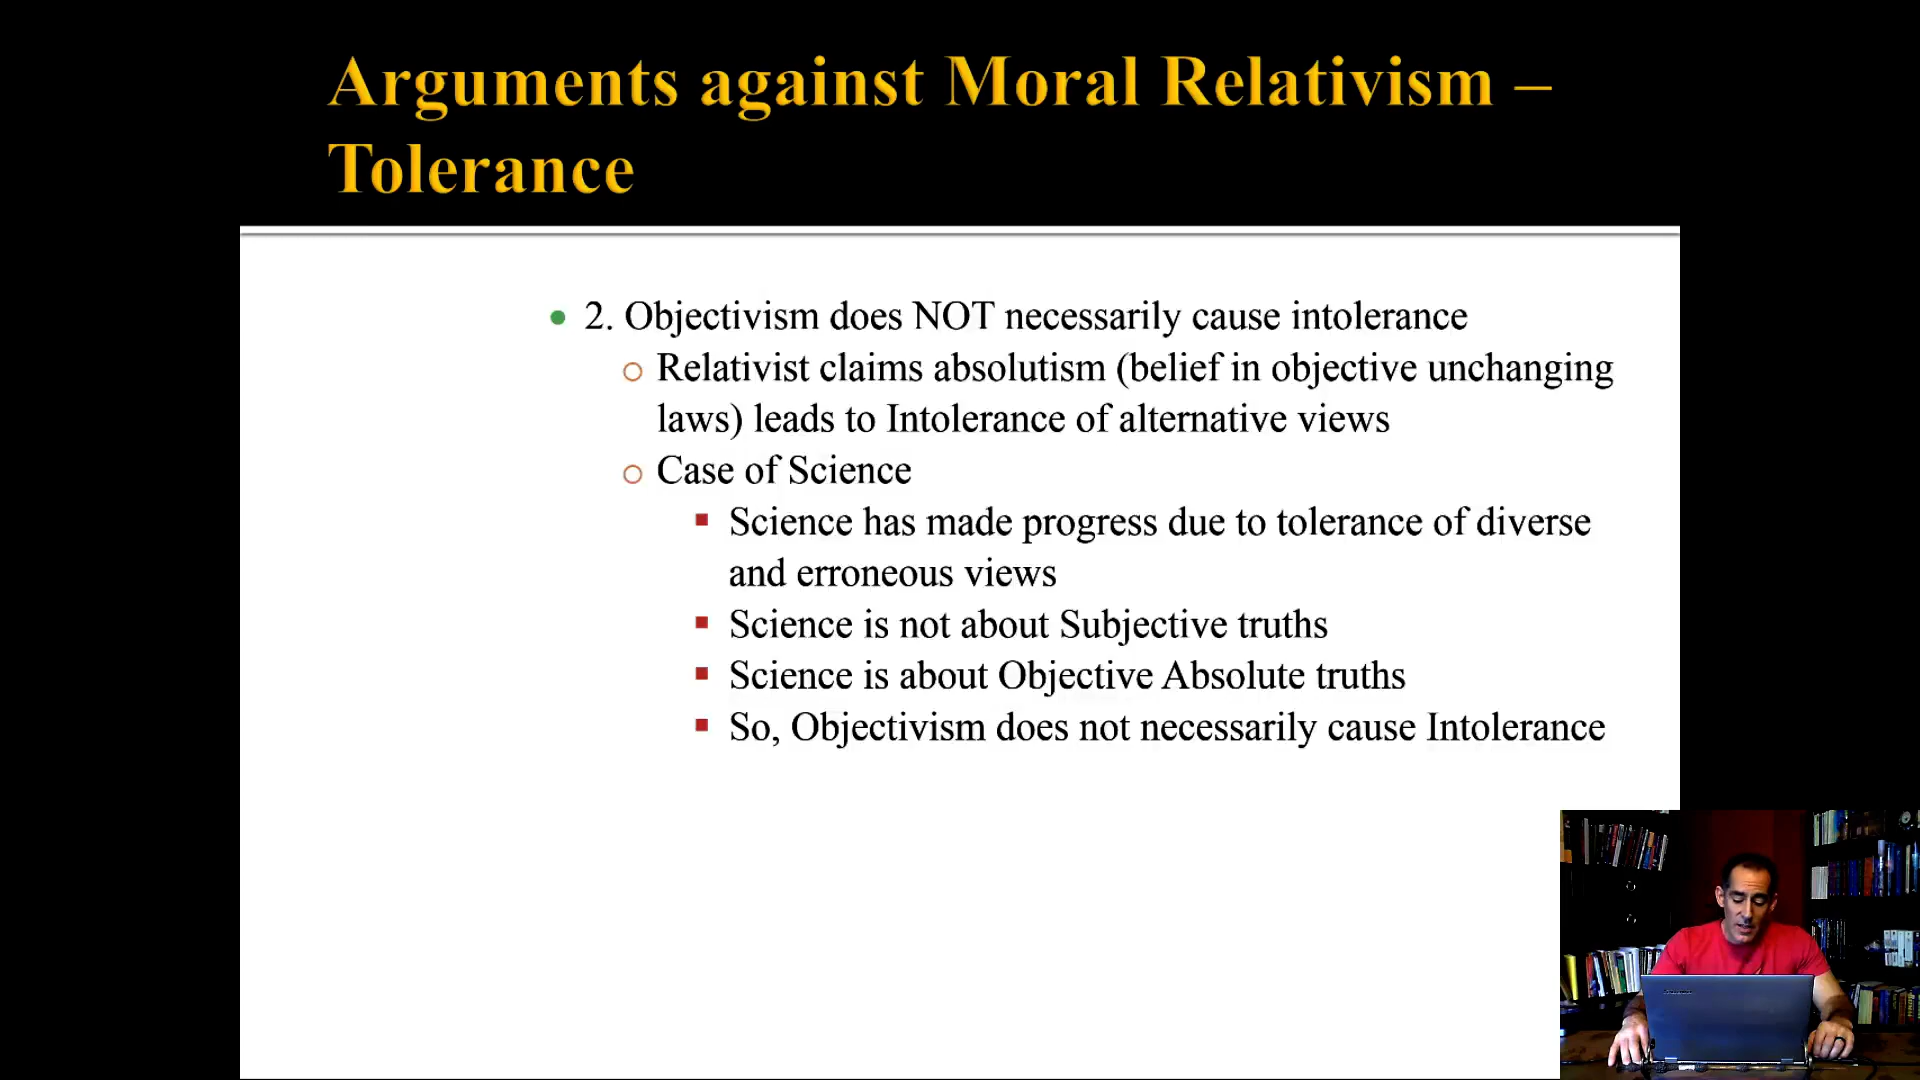 Arguments against Moral Relativism –
Tolerance
2. Objectivism does NOT necessarily cause intolerance
Relativist claims absolutism (belief in objective unchanging
laws) leads to Intolerance of alternative views
Case of Science
Science has made progress due to tolerance of diverse
and erroneous views
Science is not about Subjective truths
Science is about Objective Absolute truths
So, Objectivism does not necessarily cause Intolerance